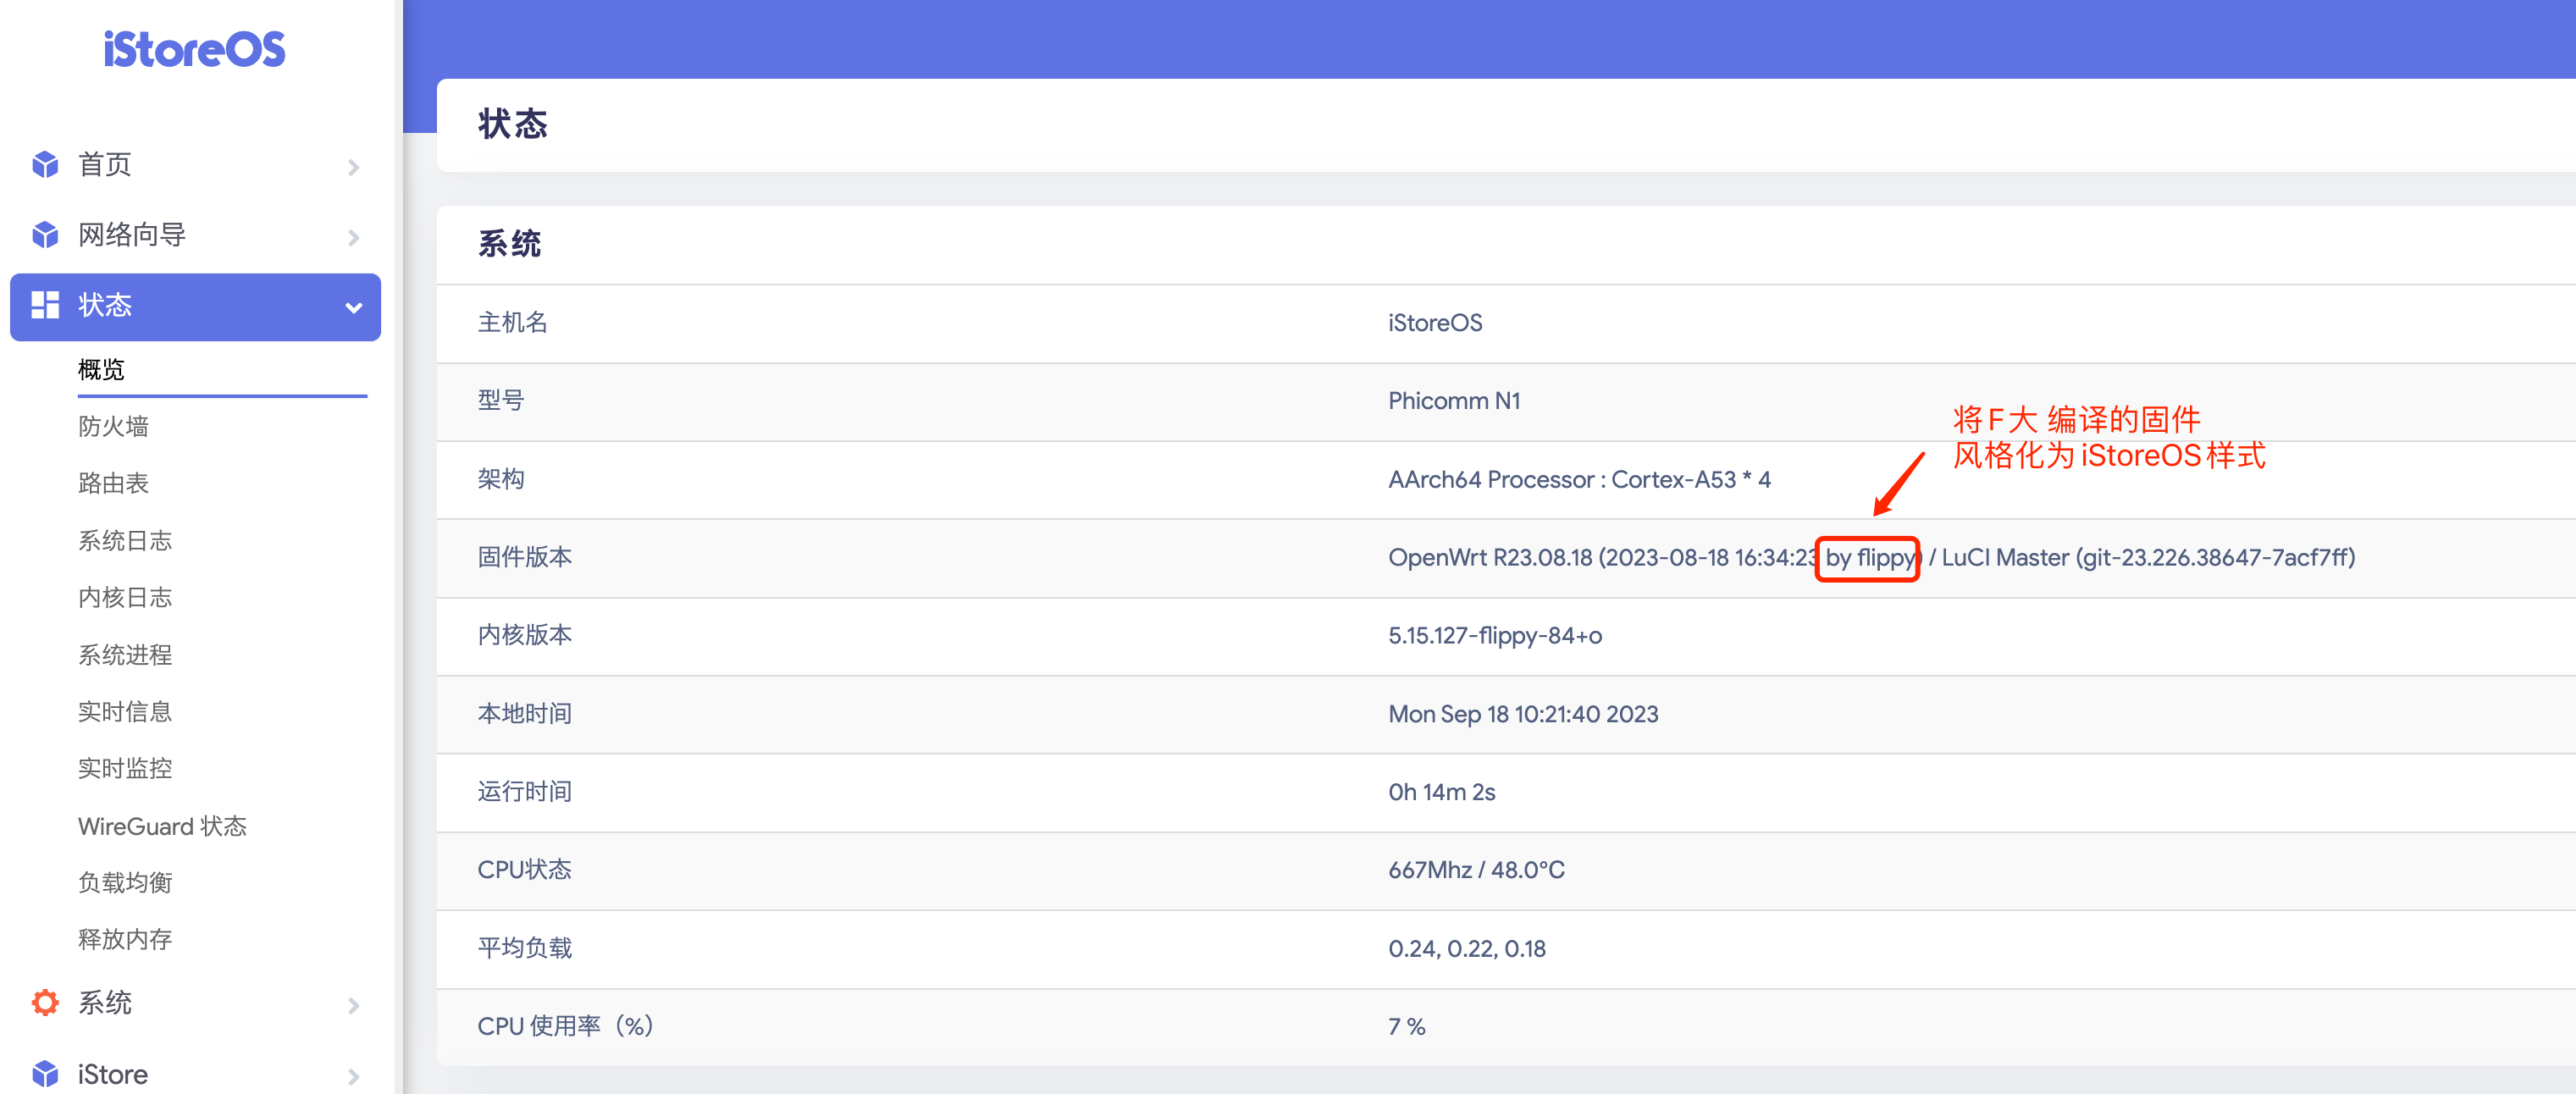 iStoreOS
首页
网络向导
状态
概览
防火墙
路由表
系统日志
内核日志
系统进程
实时信息
实时监控
WireGuard 状态
负载均衡
释放内存
系统
iStore
状态
系统
主机名 iStoreOS
型号 Phicomm N1
将F大 编译的固件
风格化为 iStoreOS样式
架构 AArch64 Processor : Cortex-A53 * 4
固件版本 OpenWrt R23.08.18 (2023-08-18 16:34:23 by flippy) / LuCI Master (git-23.226.38647-7acf7ff)
内核版本 5.15.127-flippy-84+o
本地时间 Mon Sep 18 10:21:40 2023
运行时间 0h 14m 2s
CPU状态 667Mhz / 48.0°C
平均负载 0.24, 0.22, 0.18
CPU 使用率（%） 7 %